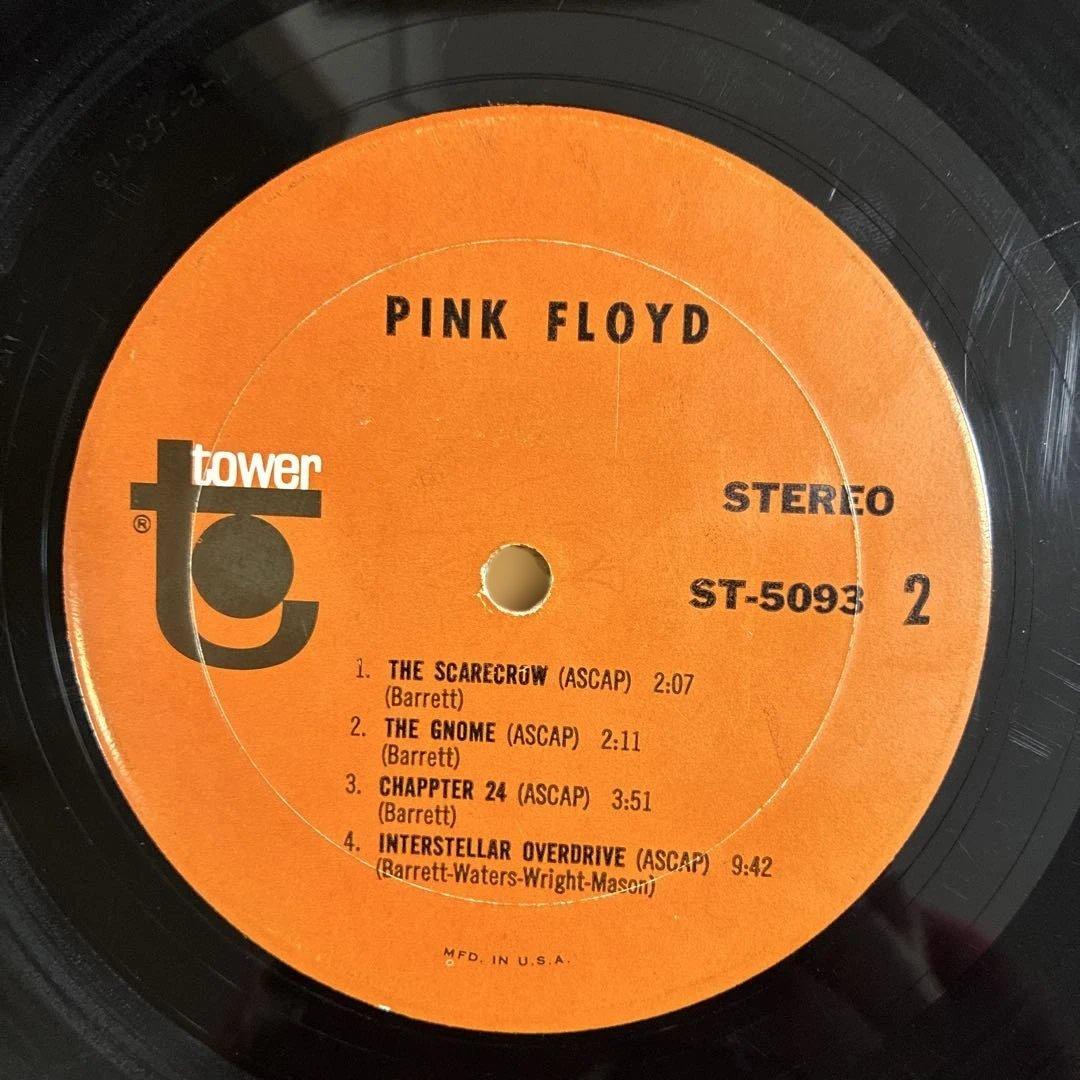 PINK FLOYD
tower
®
STEREO
ST-5093 2
1. THE SCARECROW (ASCAP) 2:07
(Barrett)
2. THE GNOME (ASCAP) 2:11
(Barrett)
3. CHAPPTER 24 (ASCAP) 3:51
(Barrett)
4. INTERSTELLAR OVERDRIVE (ASCAP) 9:42
(Barrett-Waters-Wright-Mason)
MFD. IN U.S.A.